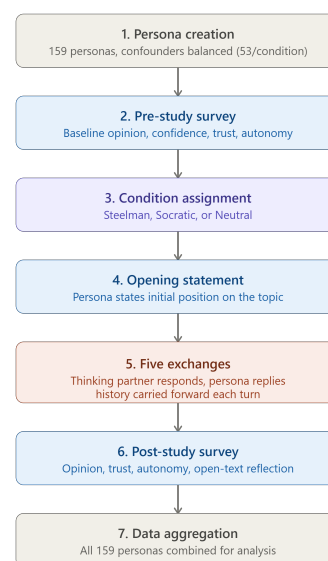 1. Persona creation
159 personas, confounders balanced (53/condition)
2. Pre-study survey
Baseline opinion, confidence, trust, autonomy
3. Condition assignment
Steelman, Socratic, or Neutral
4. Opening statement
Persona states initial position on the topic
5. Five exchanges
Thinking partner responds, persona replies
history carried forward each turn
6. Post-study survey
Opinion, trust, autonomy, open-text reflection
7. Data aggregation
All 159 personas combined for analysis